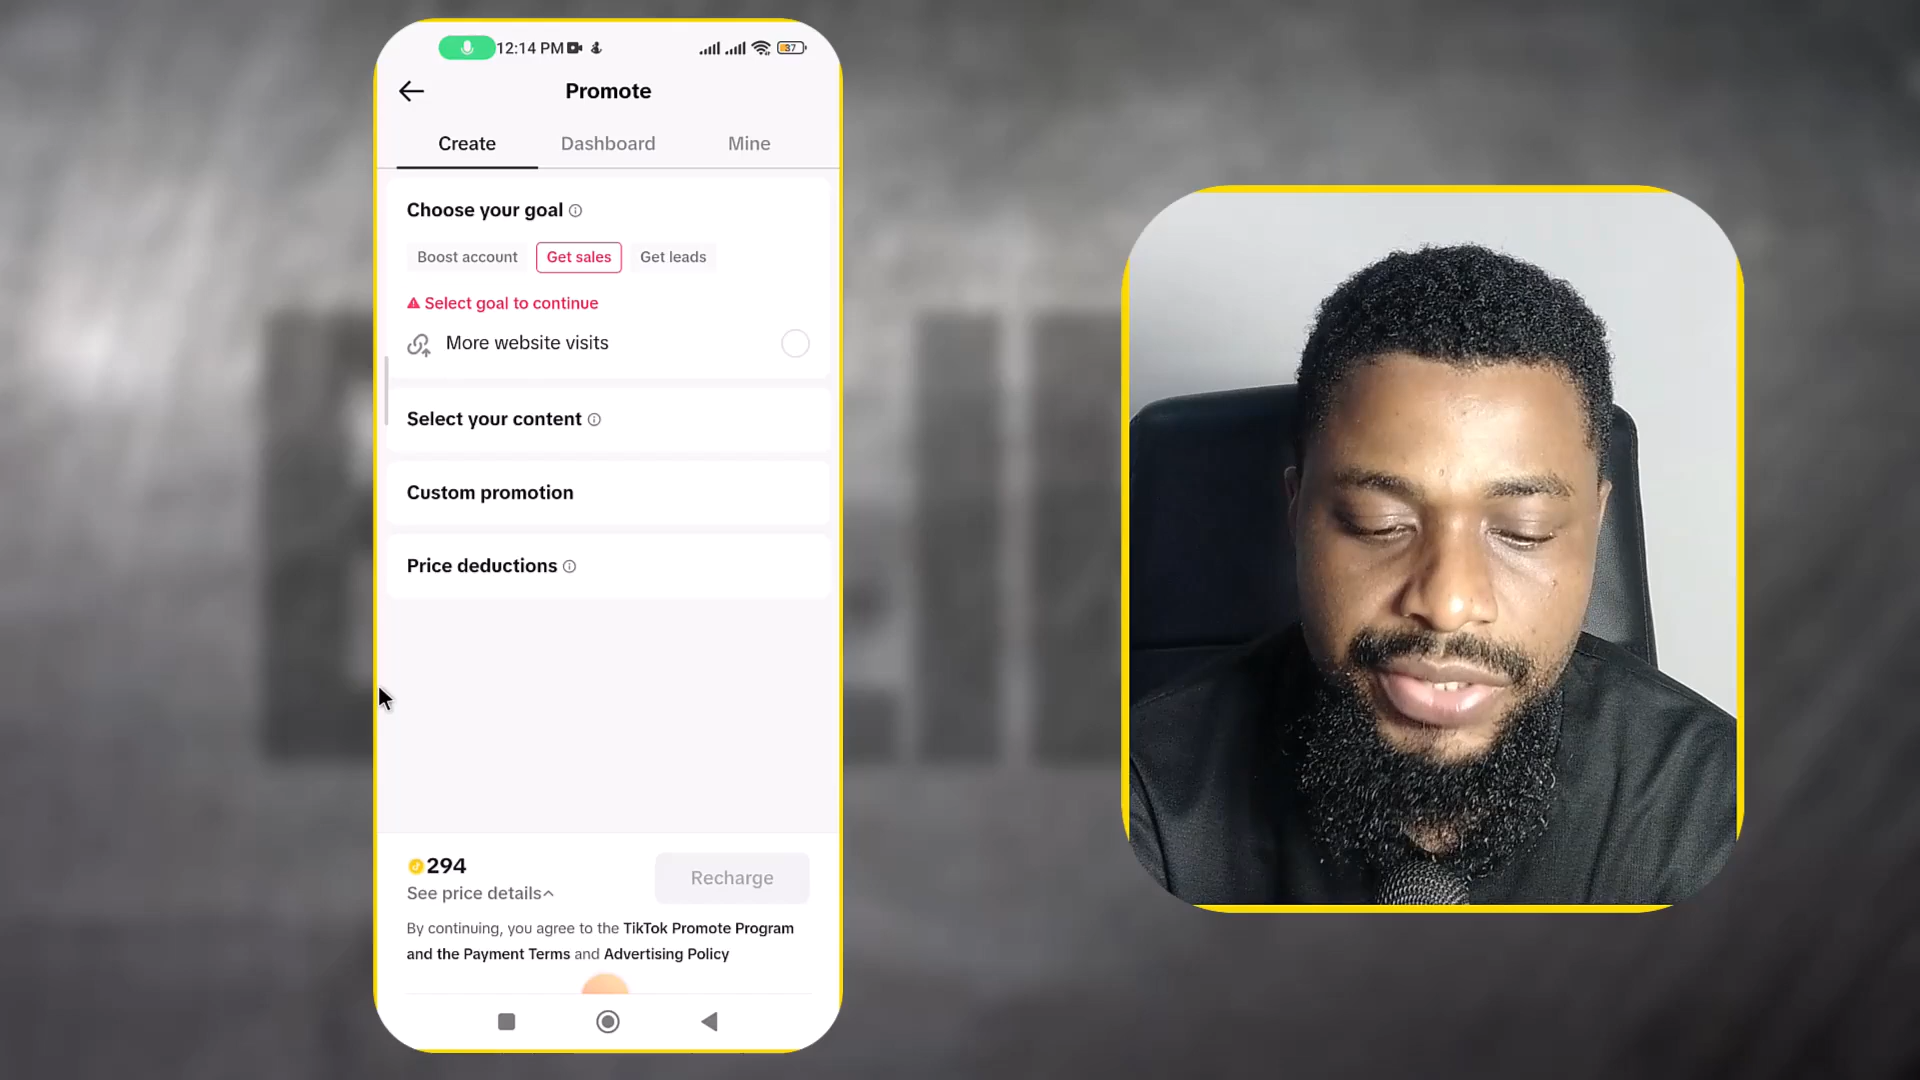 12:14 PM
37
Promote
Create Dashboard Mine
Choose your goal
Boost account Get sales Get leads
Select goal to continue
More website visits
Select your content
Custom promotion
Price deductions
294
See price details
Recharge
By continuing, you agree to the TikTok Promote Program
and the Payment Terms and Advertising Policy